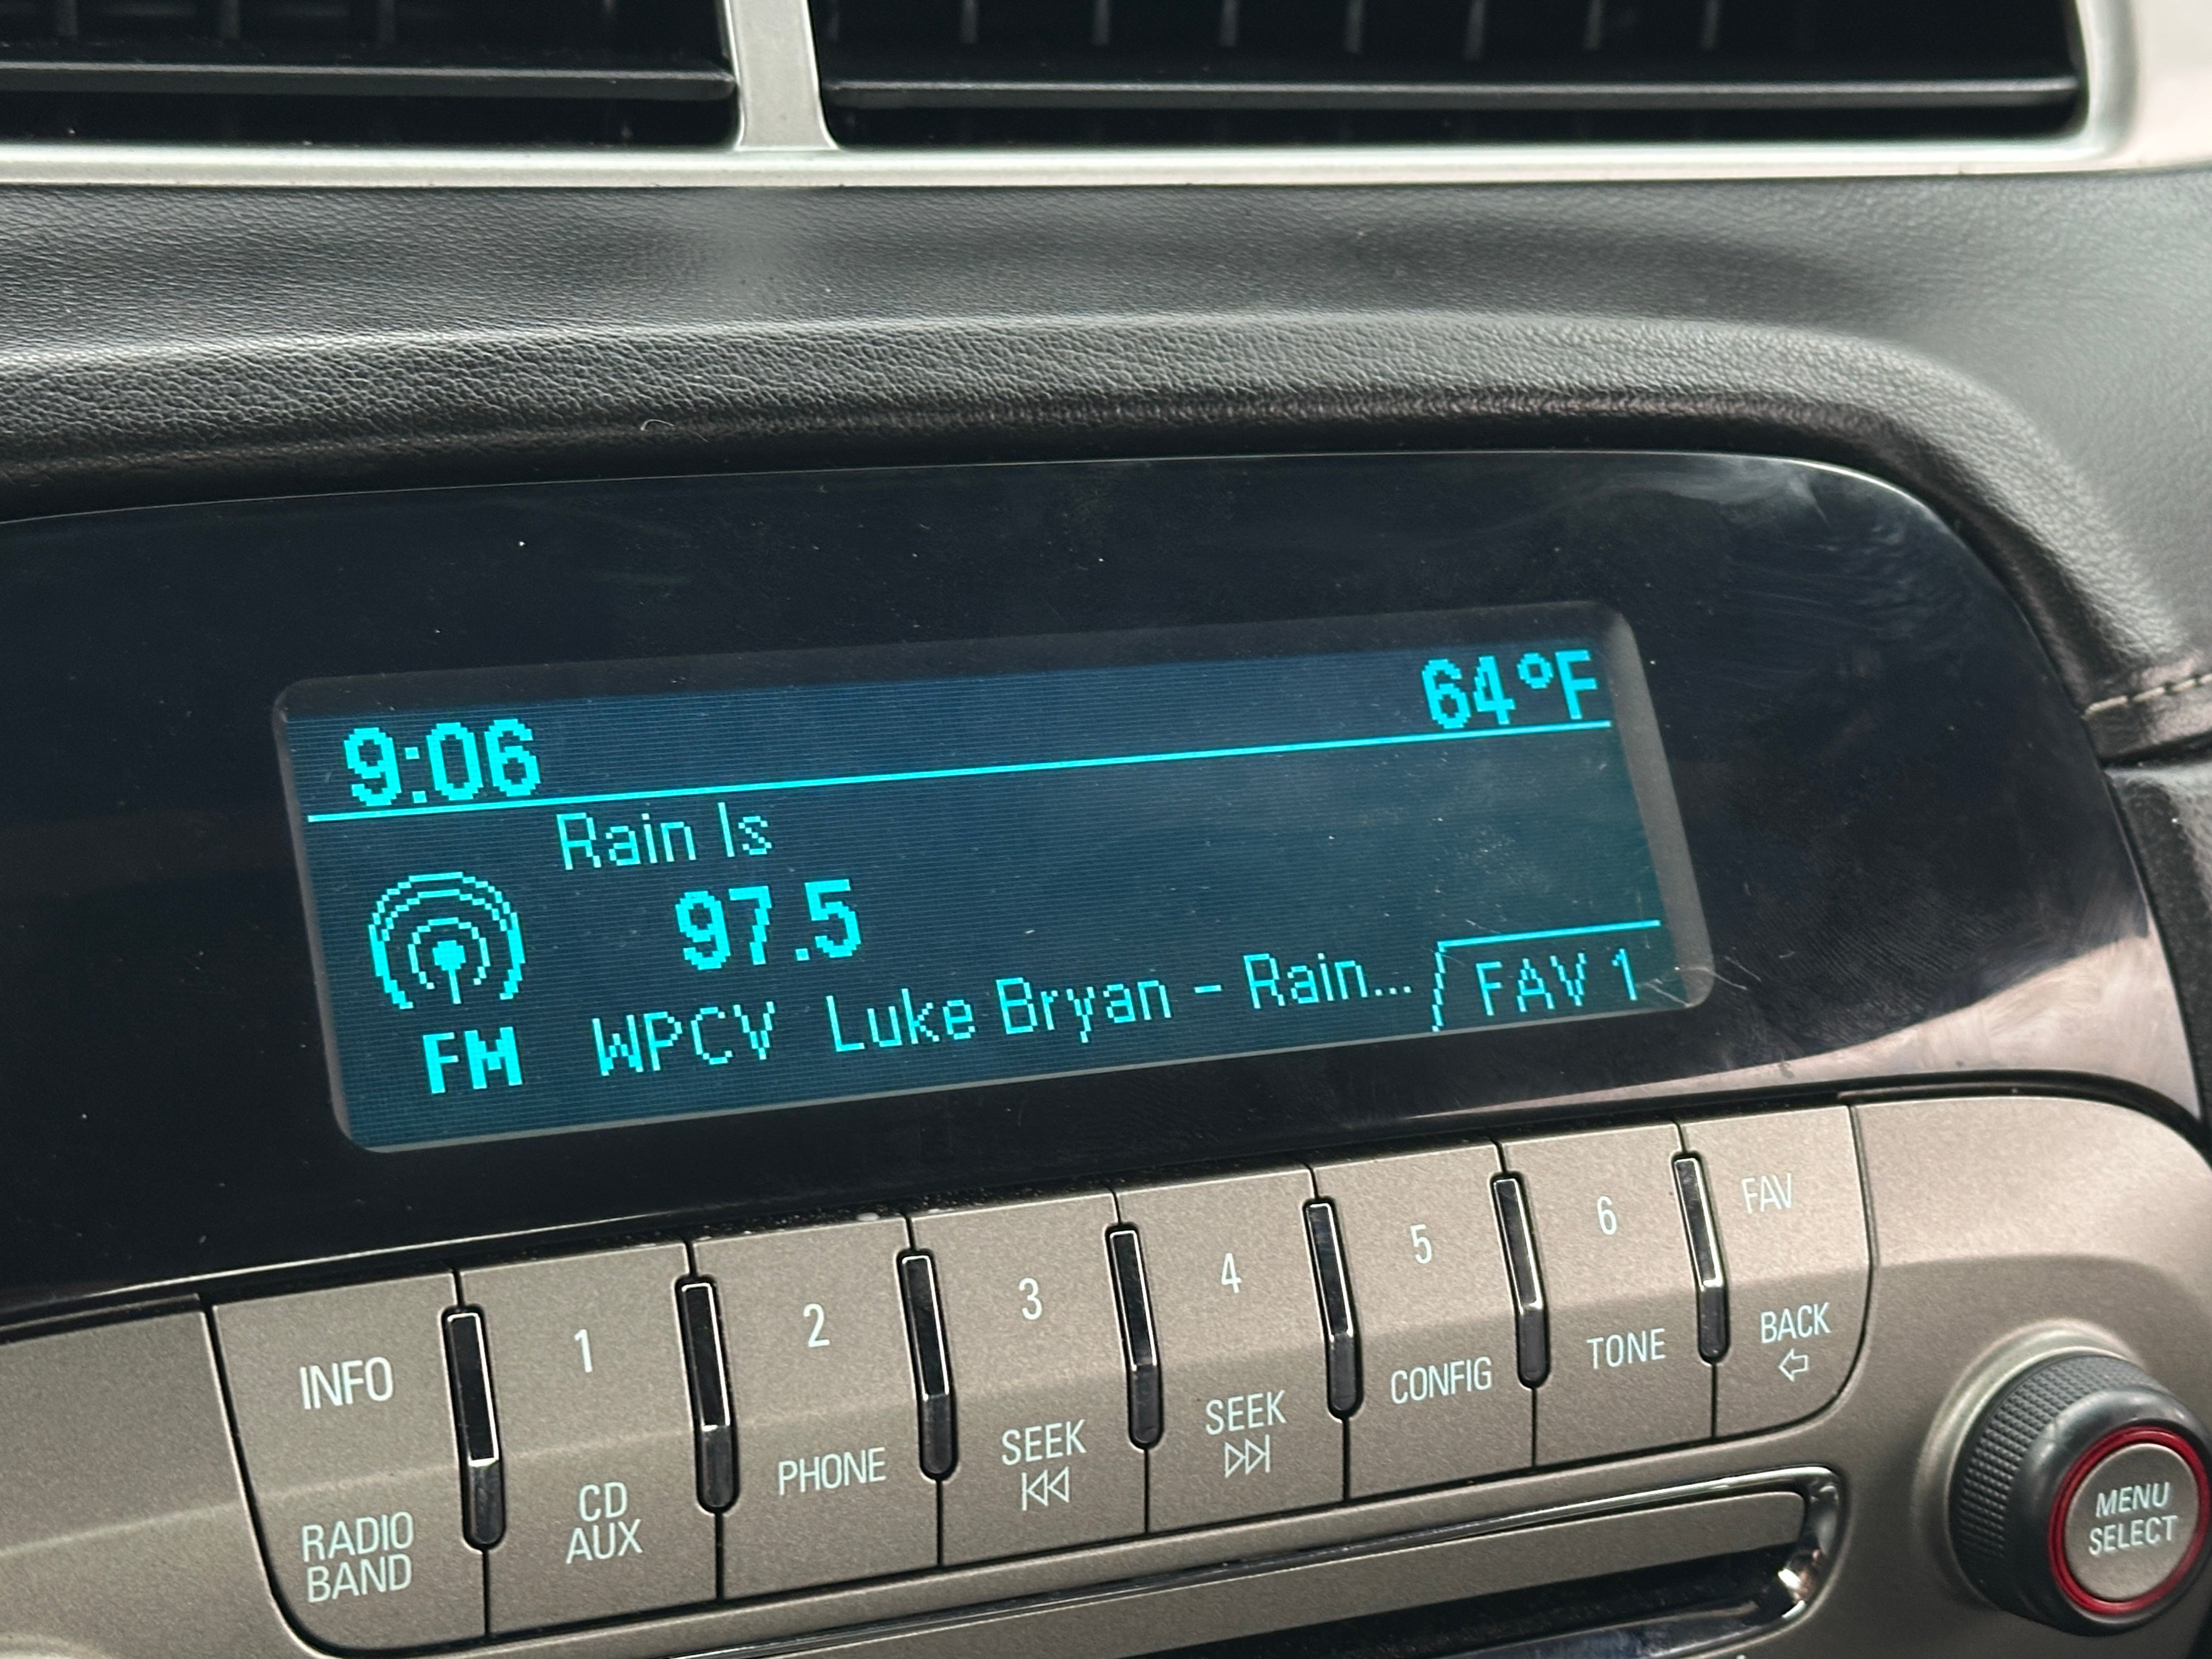 9:06 64°F
Rain Is
97.5
FM WPCV Luke Bryan - Rain... FAV 1
INFO 1 2 3 4 5 6 FAV
RADIO BAND
CD AUX
PHONE
SEEK
SEEK
CONFIG
TONE
BACK
MENU
SELECT